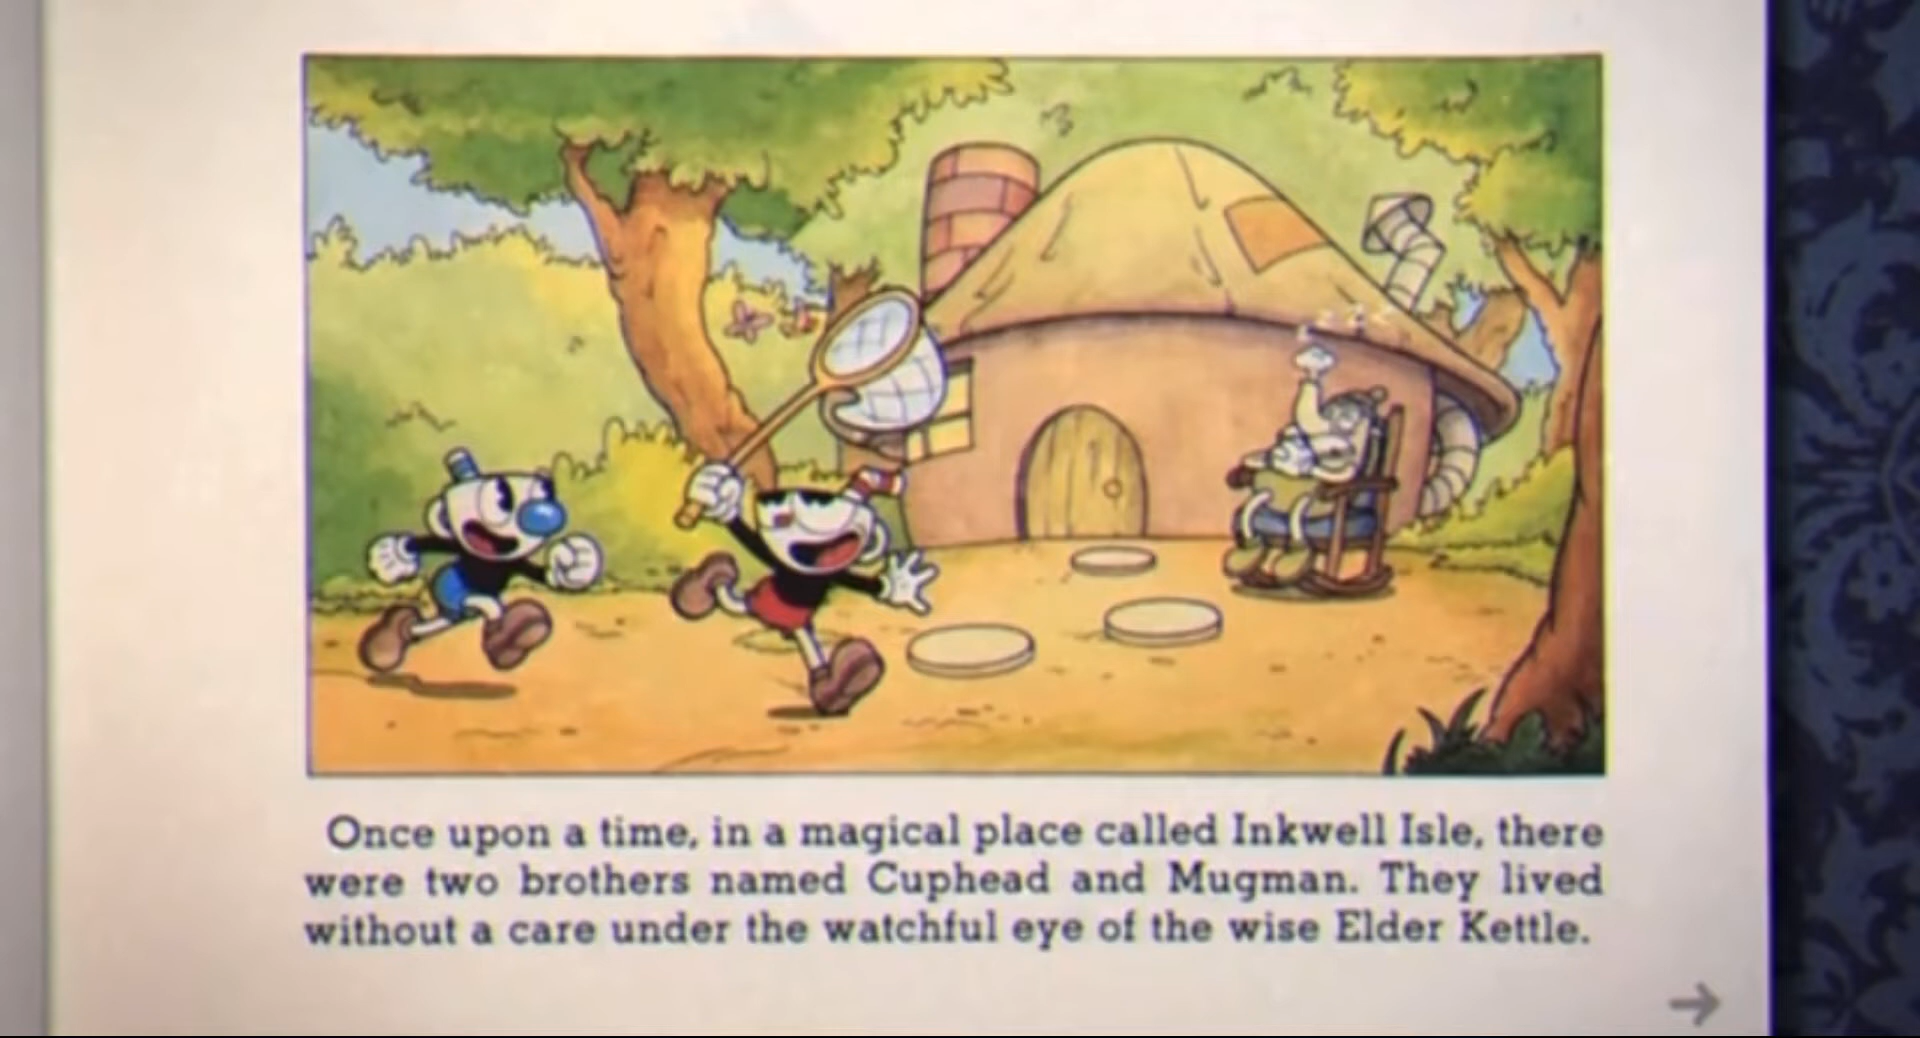 Once upon a time, in a magical place called Inkwell Isle, there
were two brothers named Cuphead and Mugman. They lived
without a care under the watchful eye of the wise Elder Kettle.